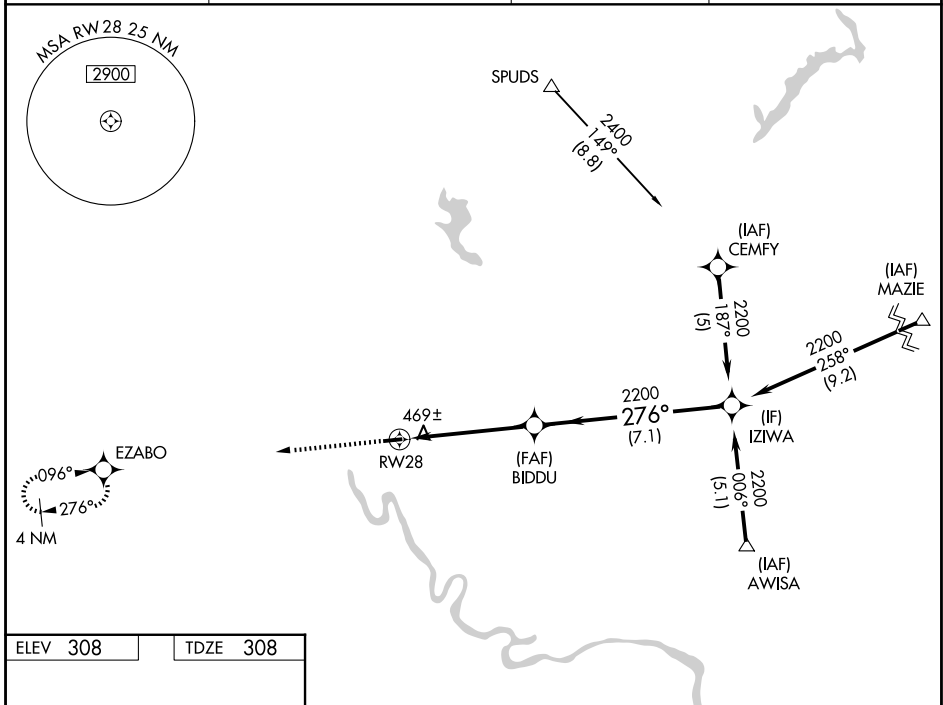 MSA RW28 25 NM
2900
SPUDS
2400
149°
(8.8)
(IAF)
CEMFY
(IAF)
MAZIE
2200
187°
(5)
2200
258°
(9.2)
2200
276°
(7.1)
469±
(IF)
IZIWA
EZABO
RW28
(FAF)
BIDDU
096°
276°
4 NM
2200
006°
(5.1)
(IAF)
AWISA
ELEV 308
TDZE 308